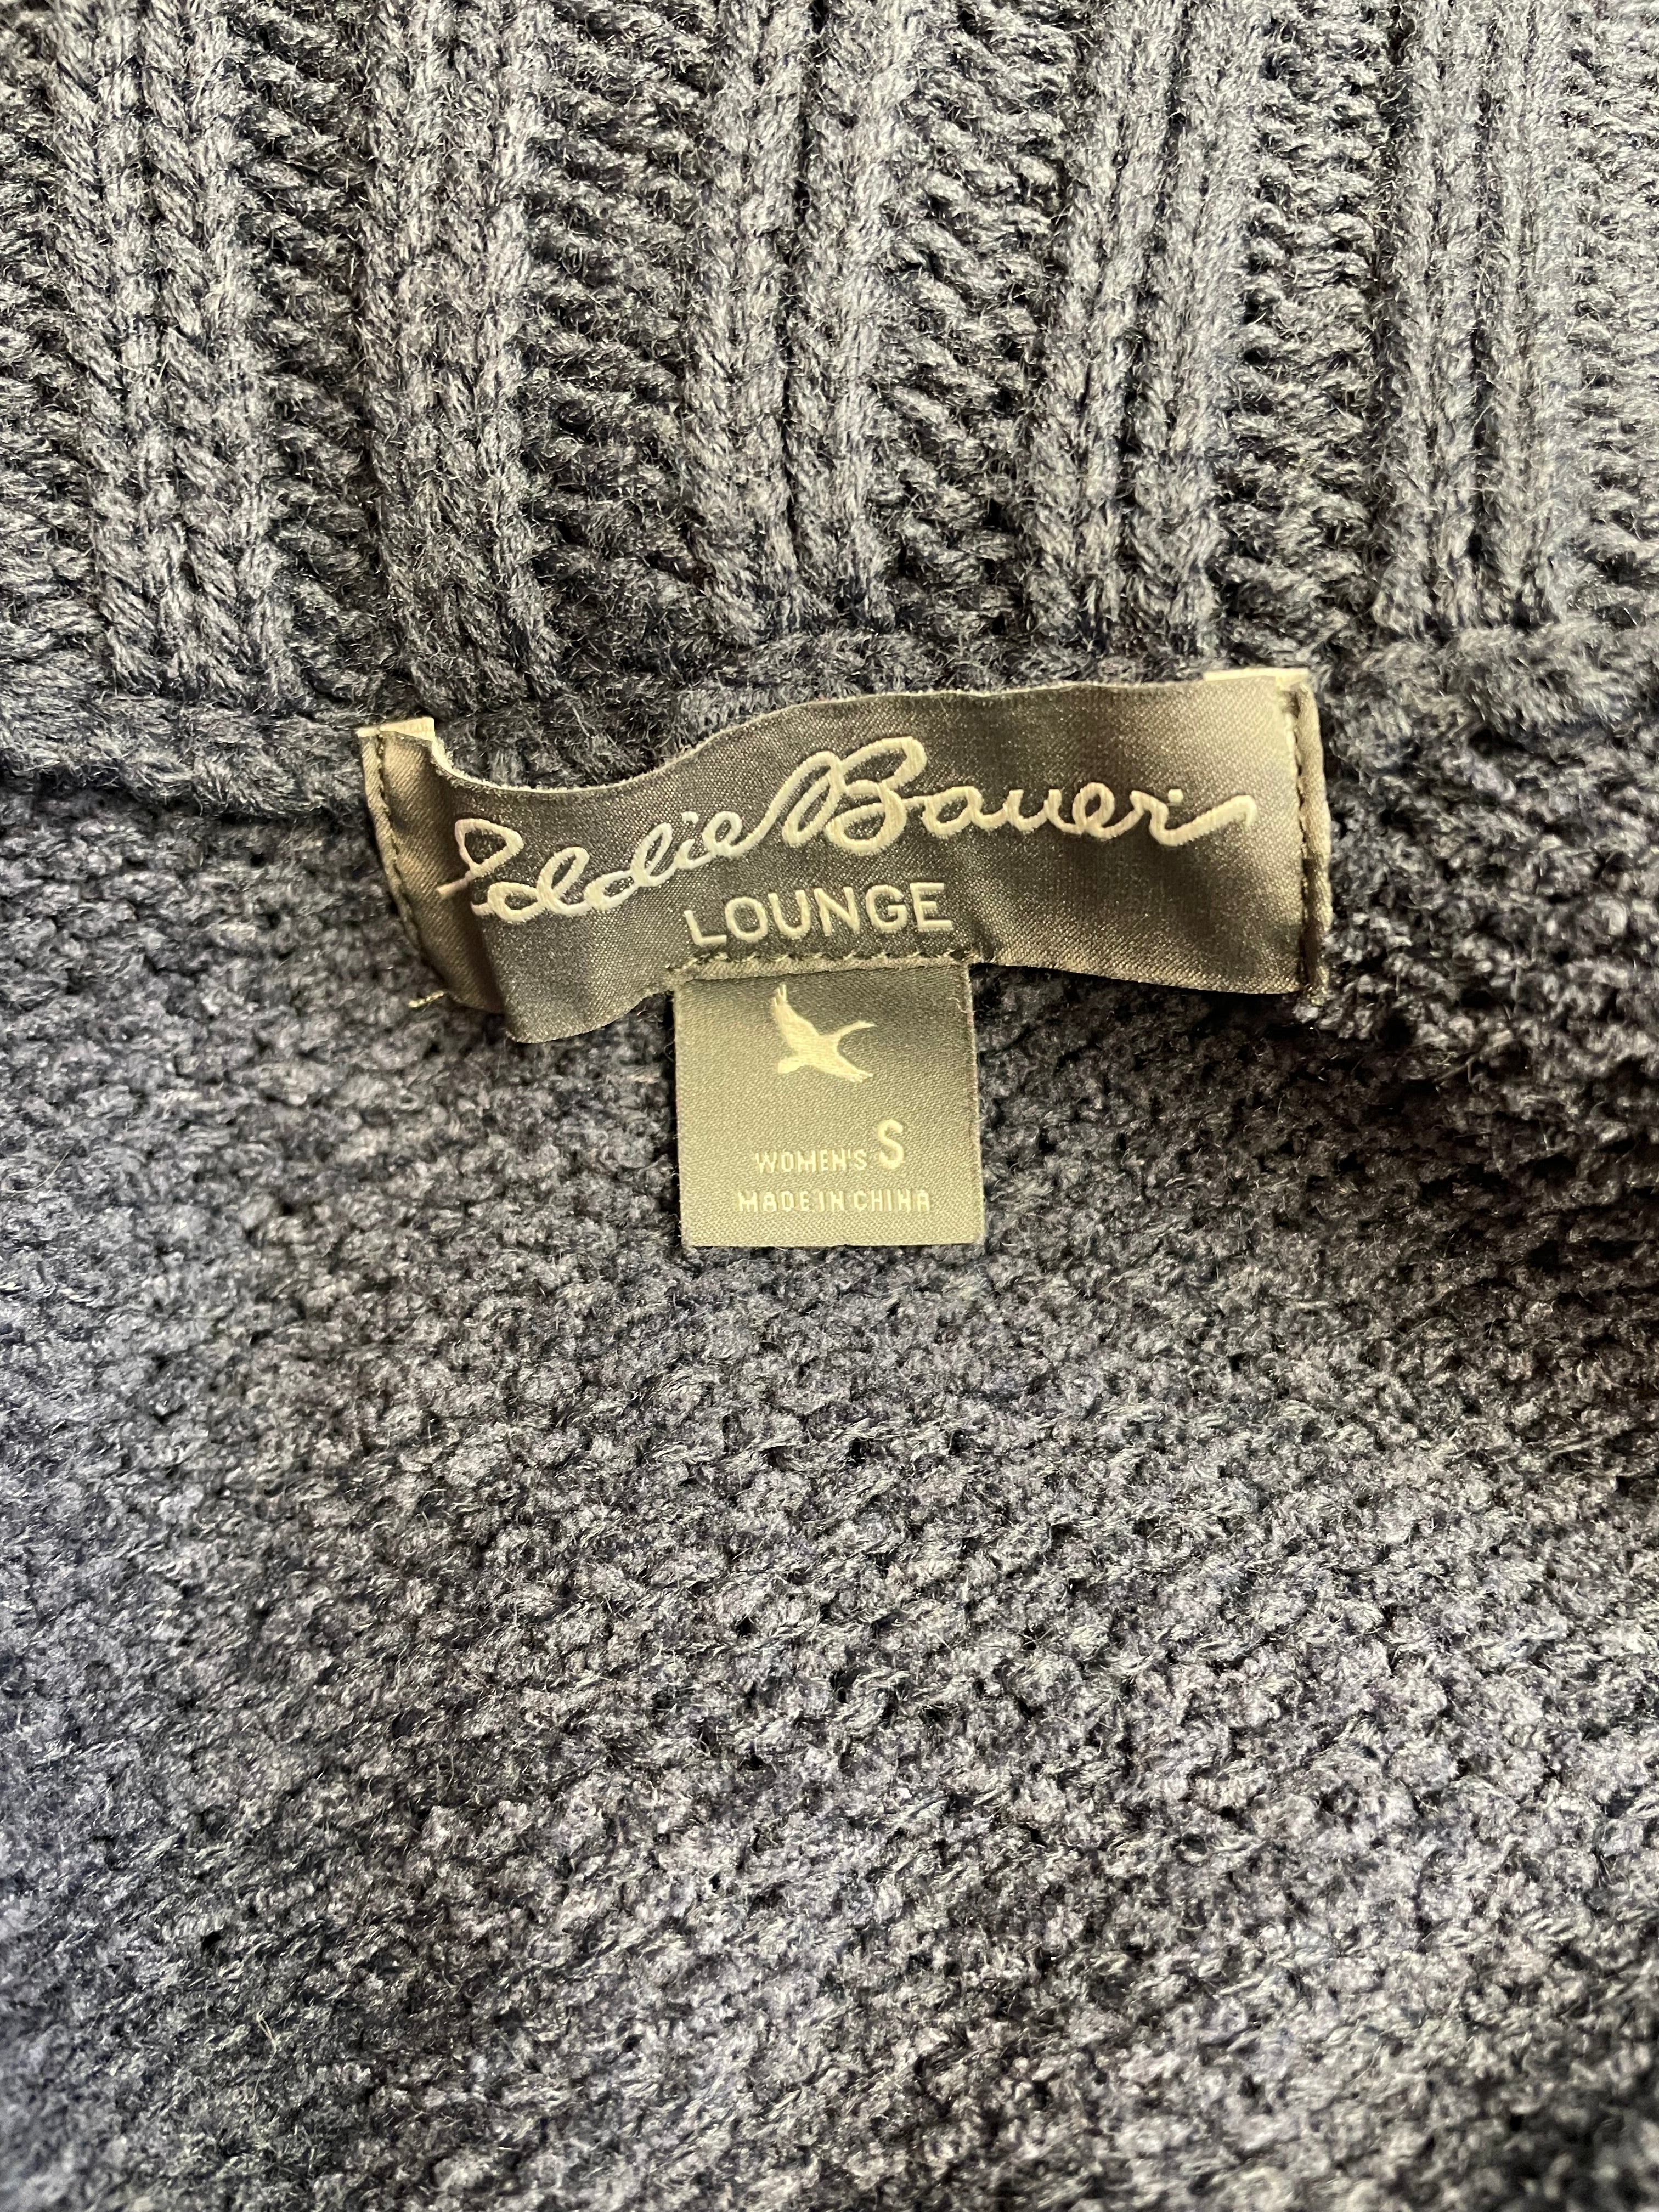 Eddie Bauer
LOUNGE
WOMEN'S S
MADE IN CHINA